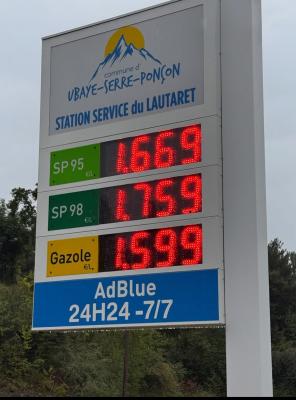 commune d'
UBAYE-SERRE-PONÇON
STATION SERVICE du LAUTARET
SP 95 €/L 1.669
SP 98 €/L 1.759
Gazole €/L 1.599
AdBlue
24H24 -7/7